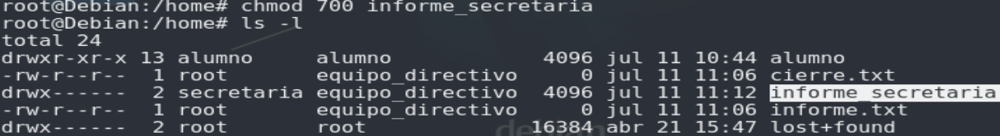 root@Debian:/home# chmod 700 informe_secretaria
root@Debian:/home# ls -l
total 24
drwxr-xr-x 13 alumno     alumno            4096 jul 11 10:44 alumno
-rw-r--r--  1 root       equipo_directivo     0 jul 11 11:06 cierre.txt
drwx------  2 secretaria equipo_directivo  4096 jul 11 11:12 informe_secretaria
-rw-r--r--  1 root       equipo_directivo     0 jul 11 11:06 informe.txt
drwx------  2 root       root             16384 abr 21 15:47 lost+found
debian